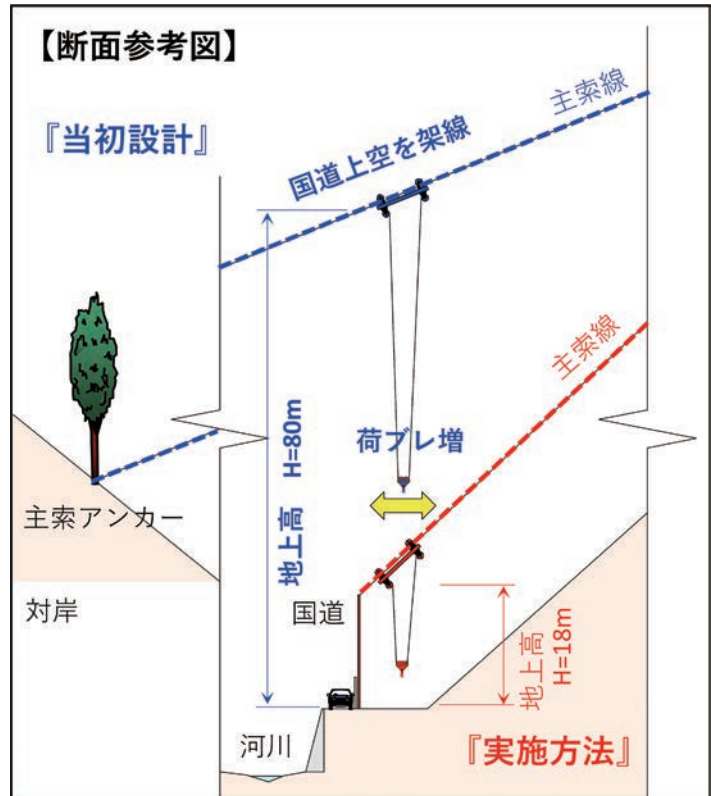 【断面参考図】
『当初設計』
主索線
国道上空を架線
主索線
地上高 H=80m
荷ブレ増
主索アンカー
対岸
国道
地上高
H=18m
河川
『実施方法』